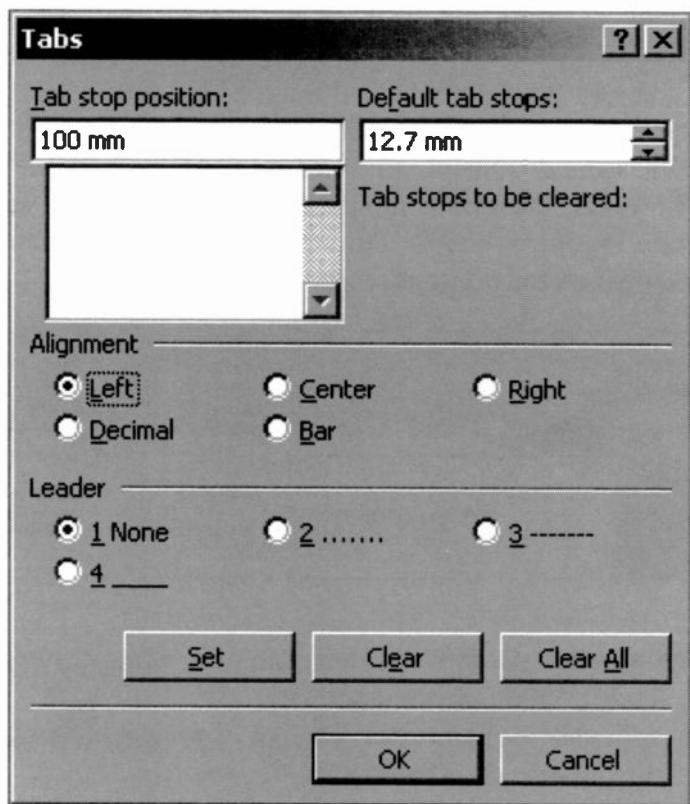 Tabs
Tab stop position: Default tab stops:
100 mm 12.7 mm
Tab stops to be cleared:
Alignment
Left Center Right
Decimal Bar
Leader
1 None 2 ....... 3 -------
4 ____
Set Clear Clear All
OK Cancel